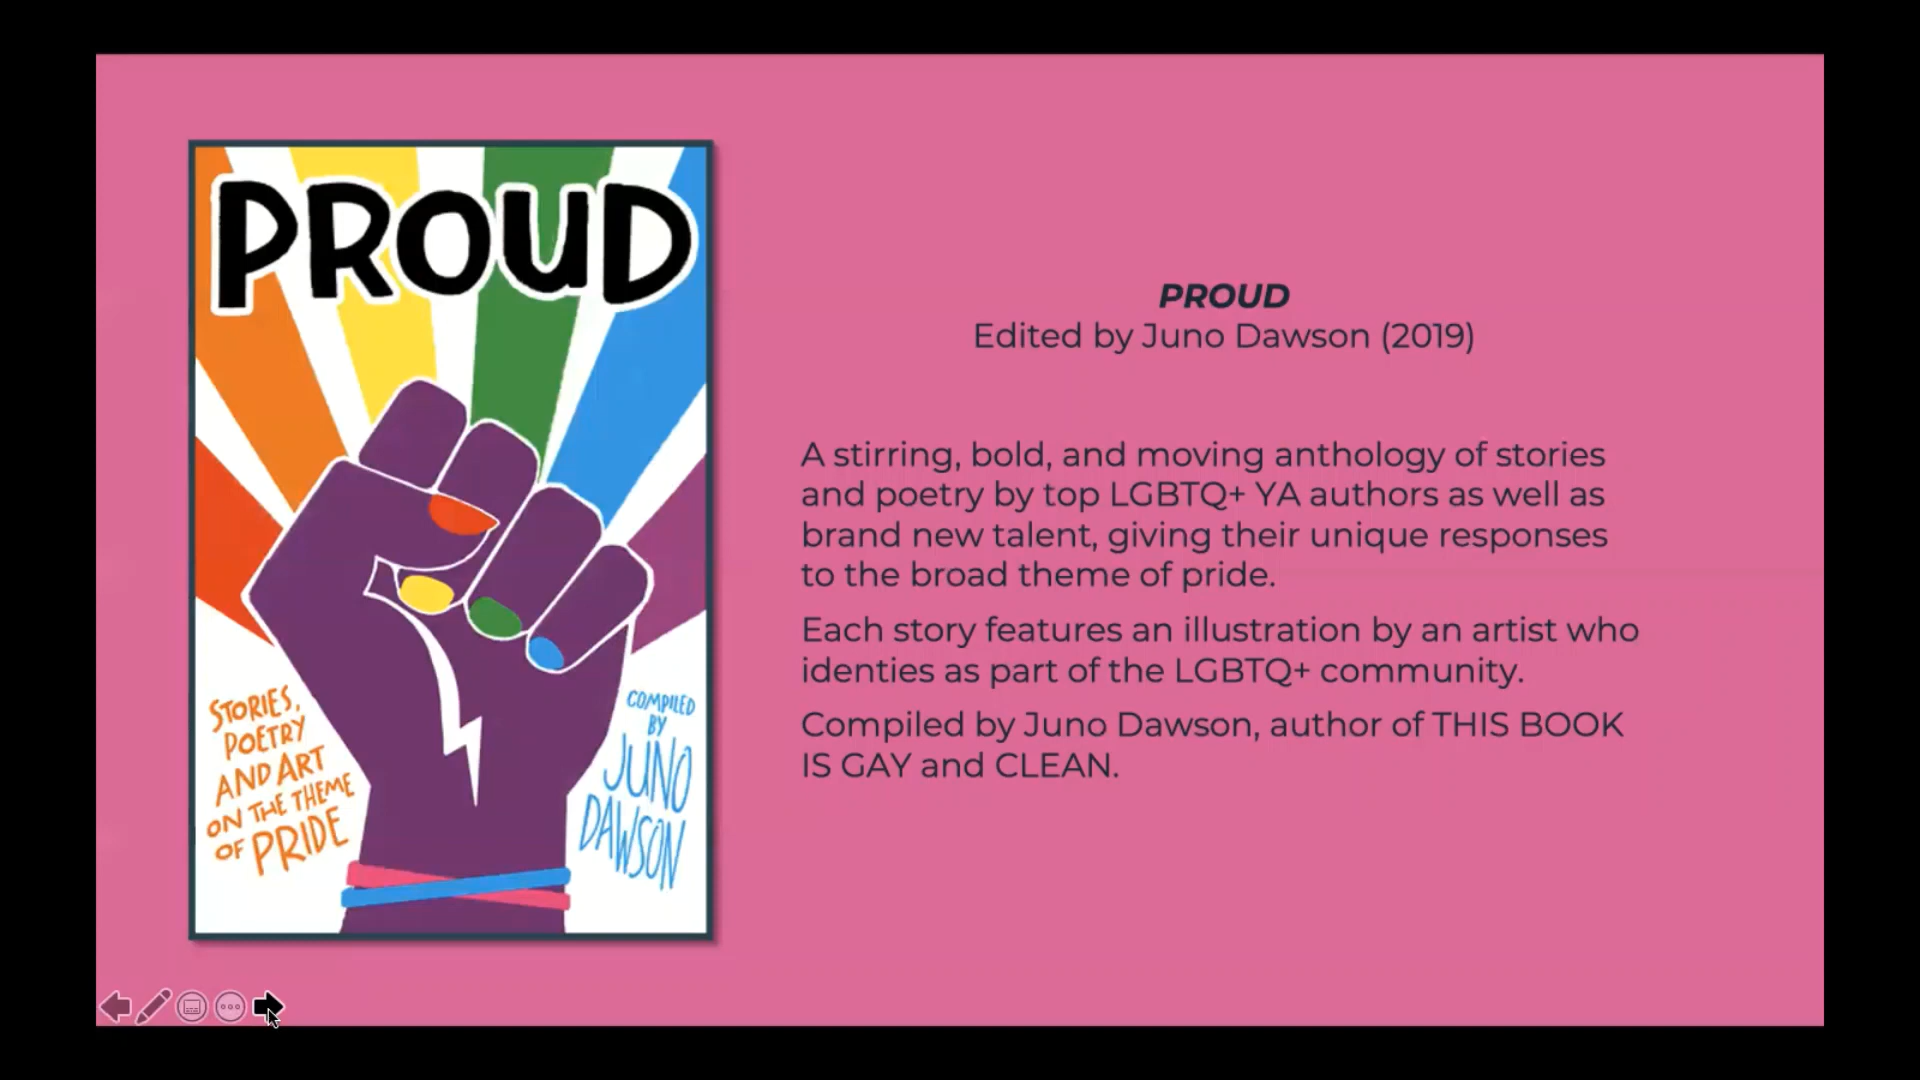 PROUD
STORIES,
POETRY
AND ART
ON THE THEME
OF PRIDE
COMPILED
BY
JUNO
DAWSON
PROUD
Edited by Juno Dawson (2019)
A stirring, bold, and moving anthology of stories
and poetry by top LGBTQ+ YA authors as well as
brand new talent, giving their unique responses
to the broad theme of pride.
Each story features an illustration by an artist who
identies as part of the LGBTQ+ community.
Compiled by Juno Dawson, author of THIS BOOK
IS GAY and CLEAN.